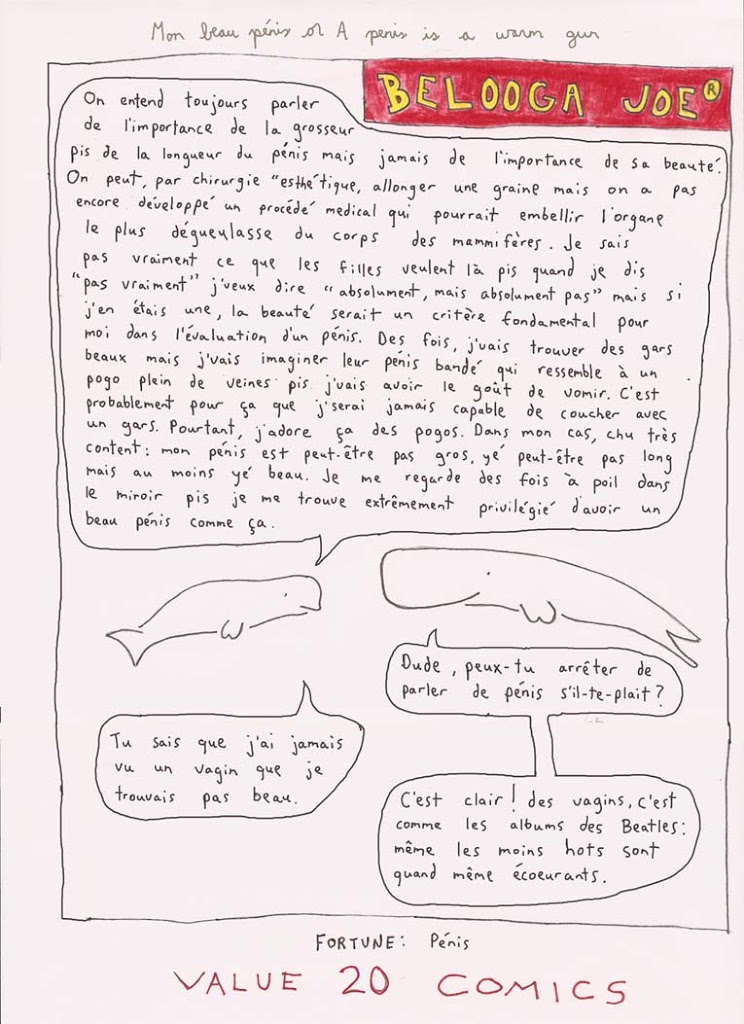 Mon beau pénis or A penis is a warm gun
BELOOGA JOE®
On entend toujours parler
de l'importance de la grosseur
pis de la longueur du pénis mais jamais de l'importance de sa beauté.
On peut, par chirurgie "esthétique, allonger une graine mais on a pas
encore développé un procédé medical qui pourrait embellir l'organe
le plus dégueulasse du corps des mammifères. Je sais
pas vraiment ce que les filles veulent là pis quand je dis
"pas vraiment" j'veux dire "absolument, mais absolument pas" mais si
j'en étais une, la beauté serait un critère fondamental pour
moi dans l'évaluation d'un pénis. Des fois, j'vais trouver des gars
beaux mais j'vais imaginer leur pénis bandé qui ressemble à un
pogo plein de veines pis j'vais avoir le goût de vomir. C'est
probablement pour ça que j'serai jamais capable de coucher avec
un gars. Pourtant, j'adore ça des pogos. Dans mon cas, chu très
content: mon pénis est peut-être pas gros, yé peut-être pas long
mais au moins yé beau. Je me regarde des fois à poil dans
le miroir pis je me trouve extrêmement privilégié d'avoir un
beau pénis comme ça.
Dude, peux-tu arrêter de
parler de pénis s'il-te-plait?
Tu sais que j'ai jamais
vu un vagin que je
trouvais pas beau.
C'est clair! des vagins, c'est
comme les albums des Beatles:
même les moins hots sont
quand même écoeurants.
FORTUNE: Pénis
VALUE 20 COMICS